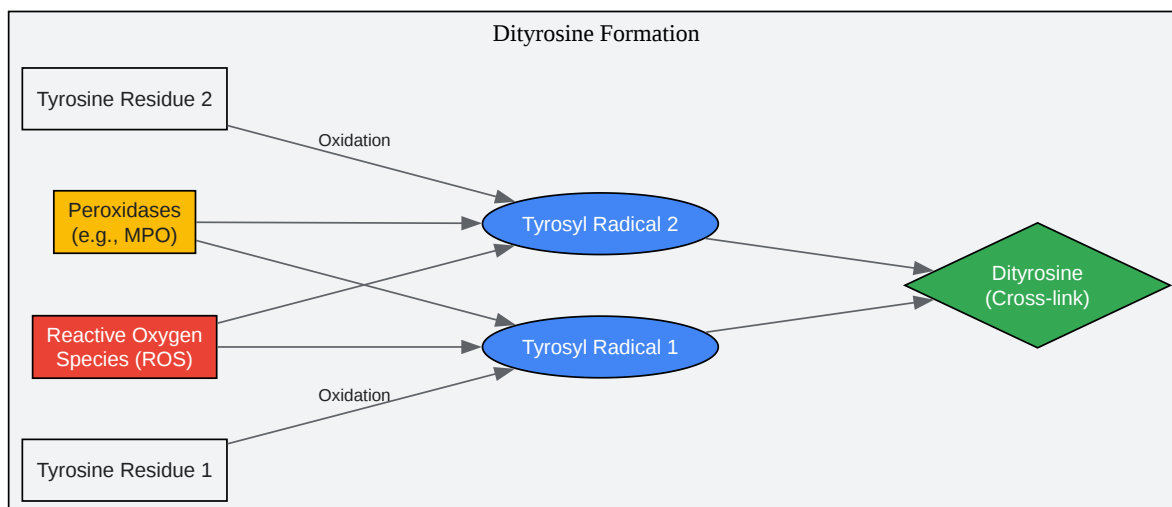 Dityrosine Formation
Tyrosine Residue 2
Oxidation
Peroxidases
(e.g., MPO)
Tyrosyl Radical 2
Dityrosine
(Cross-link)
Reactive Oxygen
Species (ROS)
Tyrosyl Radical 1
Oxidation
Tyrosine Residue 1